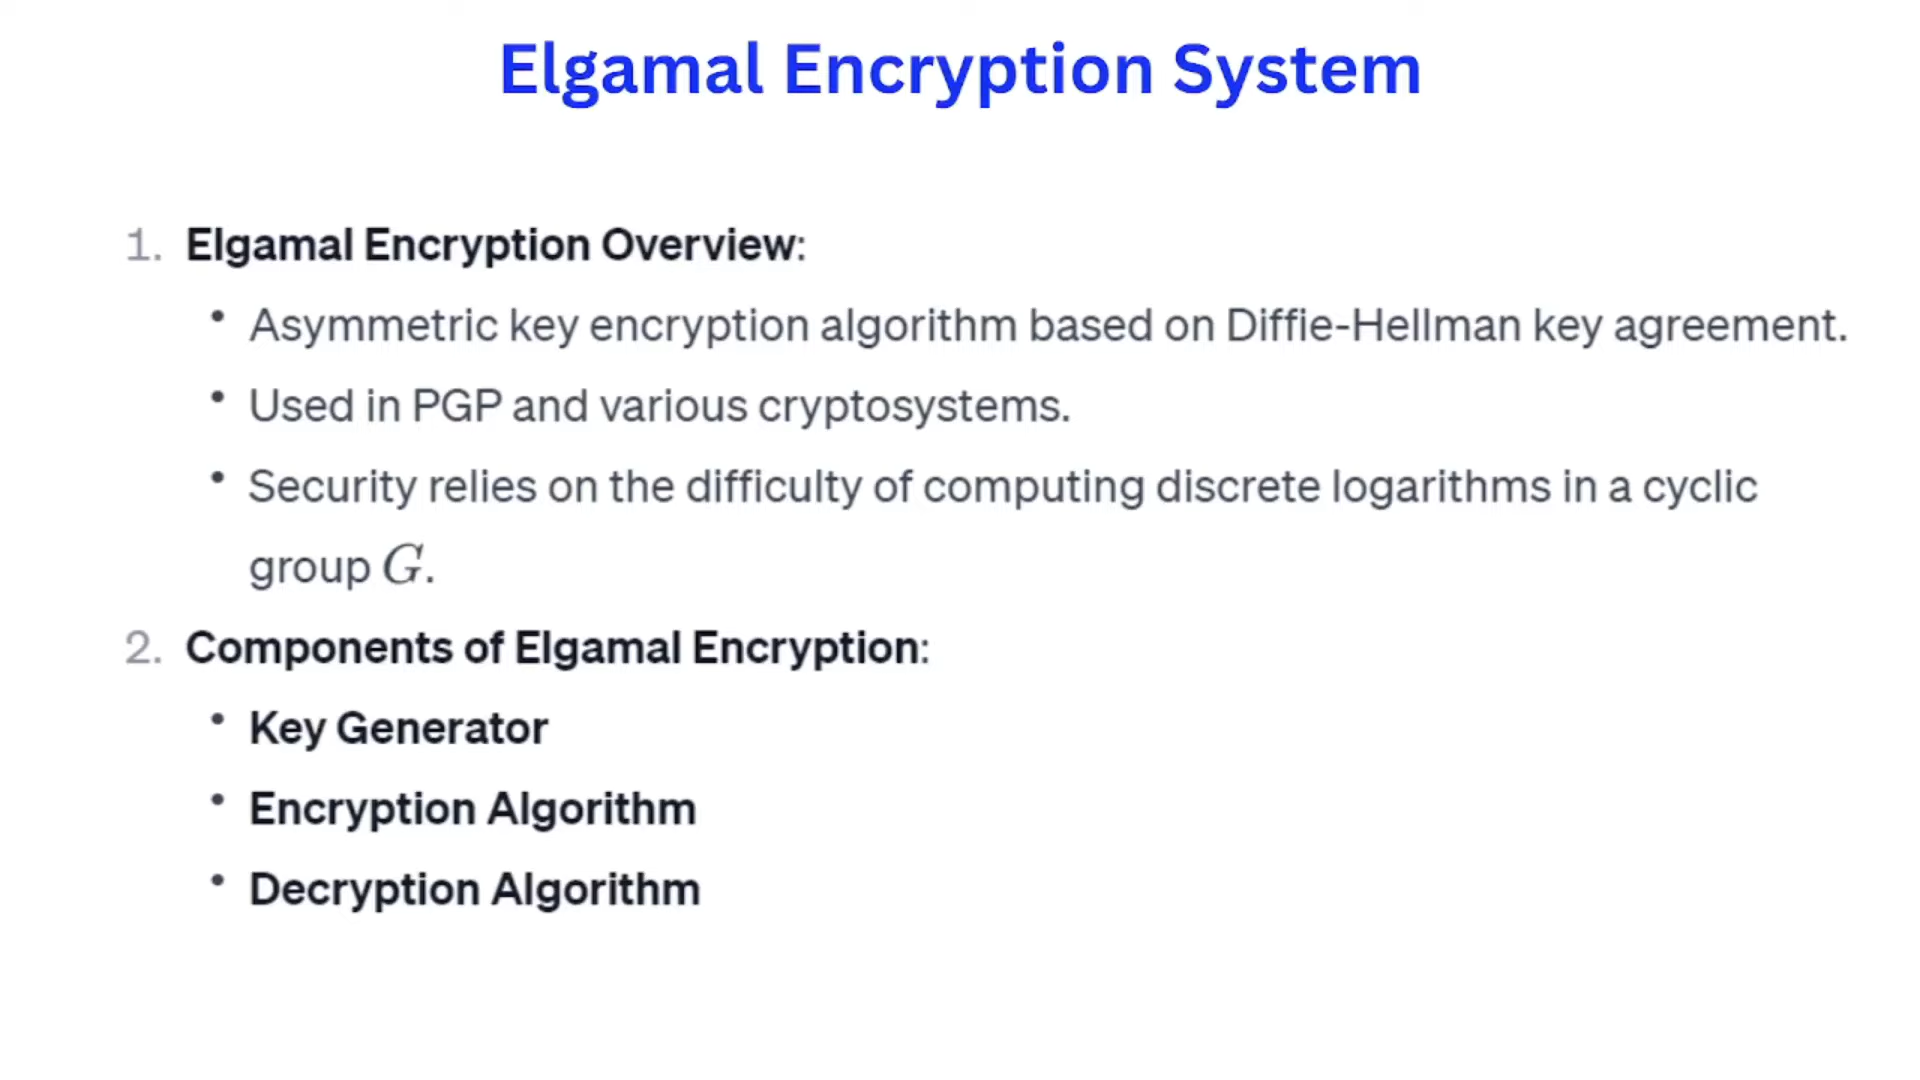 Elgamal Encryption System
1. Elgamal Encryption Overview:
• Asymmetric key encryption algorithm based on Diffie-Hellman key agreement.
• Used in PGP and various cryptosystems.
• Security relies on the difficulty of computing discrete logarithms in a cyclic
group G.
2. Components of Elgamal Encryption:
• Key Generator
• Encryption Algorithm
• Decryption Algorithm